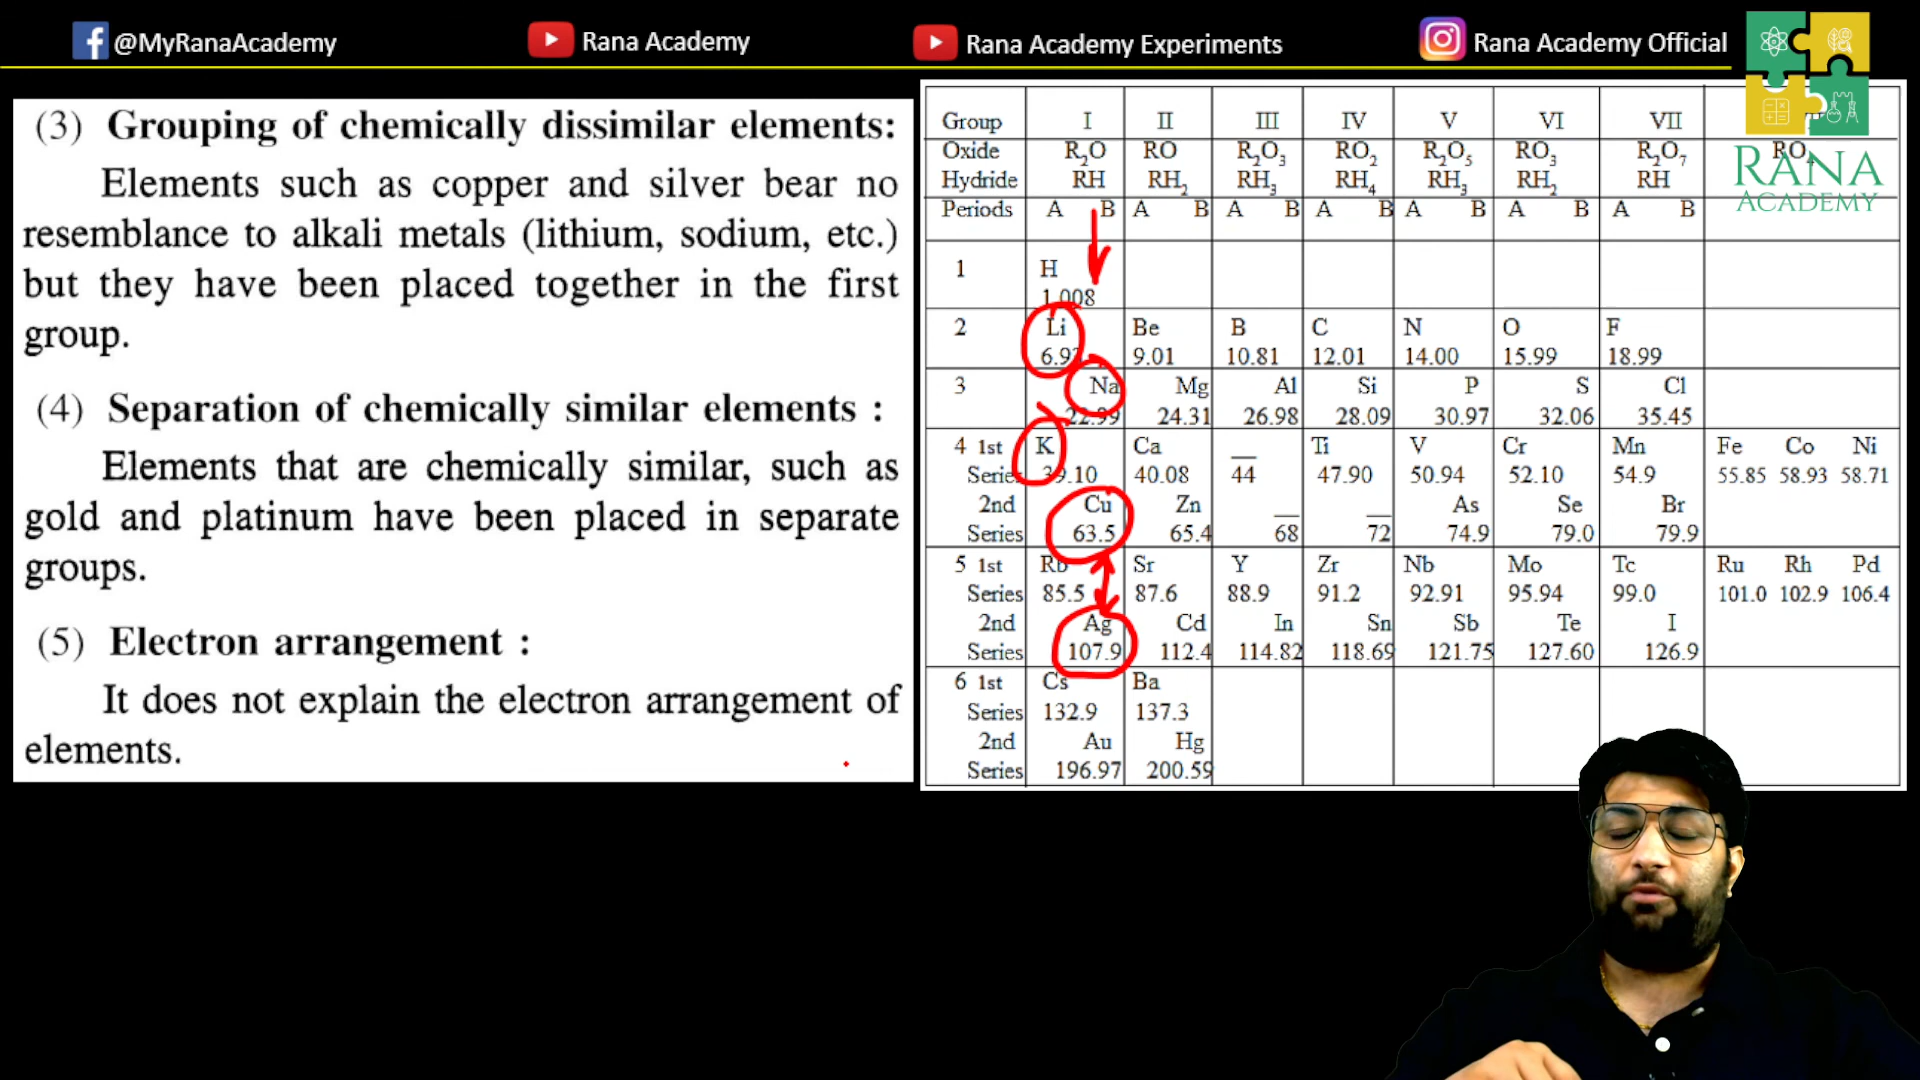 @MyRanaAcademy Rana Academy Rana Academy Experiments Rana Academy Official
(3) Grouping of chemically dissimilar elements:
Elements such as copper and silver bear no
resemblance to alkali metals (lithium, sodium, etc.)
but they have been placed together in the first
group.
(4) Separation of chemically similar elements :
Elements that are chemically similar, such as
gold and platinum have been placed in separate
groups.
(5) Electron arrangement :
It does not explain the electron arrangement of
elements.
Group I II III IV V VI VII
Oxide R₂O RO R₂O₃ RO₂ R₂O₅ RO₃ R₂O₇ RO₄
Hydride RH RH₂ RH₃ RH₄ RH₃ RH₂ RH
Periods A B A B A B A B A B A B A B
1 H
1.008
2 Li Be B C N O F
9.01 10.81 12.01 14.00 15.99 18.99
3 Na Mg Al Si P S Cl
22.99 24.31 26.98 28.09 30.97 32.06 35.45
4 1st K Ca __ Ti V Cr Mn Fe Co Ni
Series 39.10 40.08 44 47.90 50.94 52.10 54.9 55.85 58.93 58.71
2nd Cu Zn __ __ As Se Br
Series 63.5 65.4 68 72 74.9 79.0 79.9
5 1st Rb Sr Y Zr Nb Mo Tc Ru Rh Pd
Series 85.5 87.6 88.9 91.2 92.91 95.94 99.0 101.0 102.9 106.4
2nd Ag Cd In Sn Sb Te I
Series 107.9 112.4 114.82 118.69 121.75 127.60 126.9
6 1st Cs Ba
Series 132.9 137.3
2nd Au Hg
Series 196.97 200.59
RANA
ACADEMY